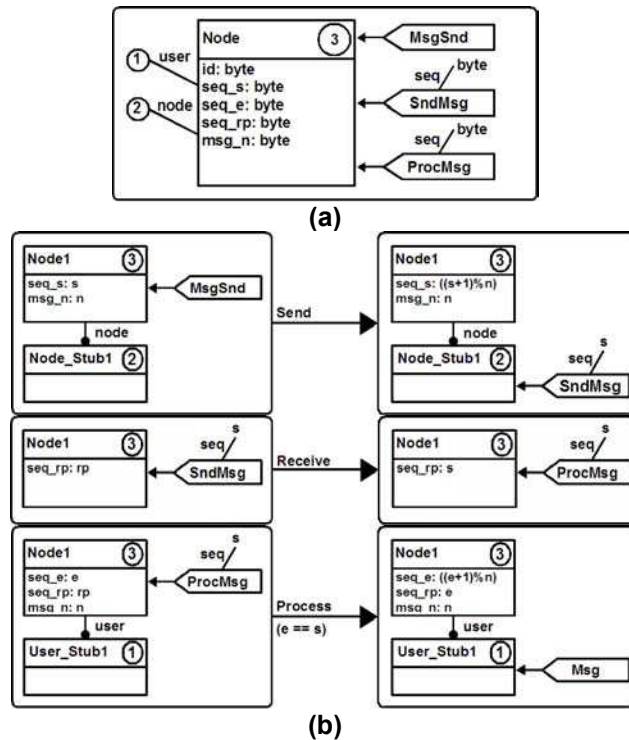 Node 3 MsgSnd
1 user
id: byte
seq byte
seq_s: byte
2 node
seq_e: byte
SndMsg
seq_rp: byte
seq byte
msg_n: byte
ProcMsg
(a)
Node1 3
seq_s: s
msg_n: n
MsgSnd
node
Node_Stub1 2
Send
Node1 3
seq_s: ((s+1)%n)
msg_n: n
node
Node_Stub1 2
s
seq
SndMsg
Node1 3
seq_rp: rp
s
seq
SndMsg
Receive
Node1 3
seq_rp: s
s
seq
ProcMsg
Node1 3
seq_e: e
seq_rp: rp
msg_n: n
s
seq
ProcMsg
user
User_Stub1 1
Process
(e == s)
Node1 3
seq_e: ((e+1)%n)
seq_rp: e
msg_n: n
user
User_Stub1 1
Msg
(b)